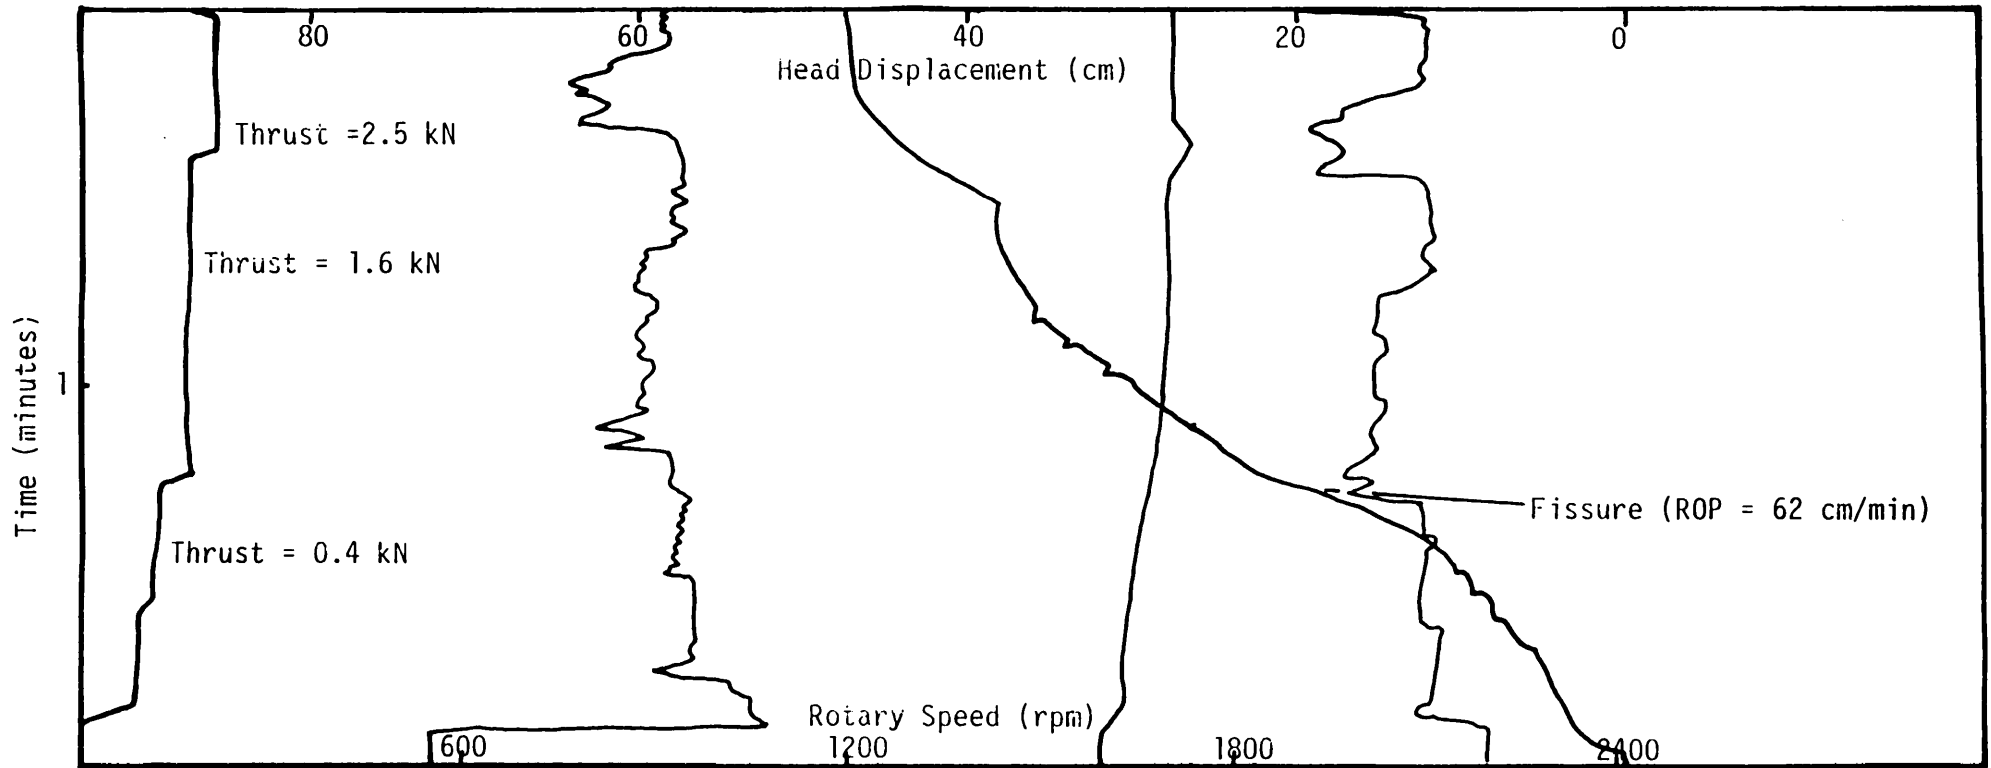 80 60 40 20 0
Head Displacement (cm)
Thrust =2.5 kN
Thrust = 1.6 kN
Time (minutes)
1
Fissure (ROP = 62 cm/min)
Thrust = 0.4 kN
Rotary Speed (rpm)
600 1200 1800 2400